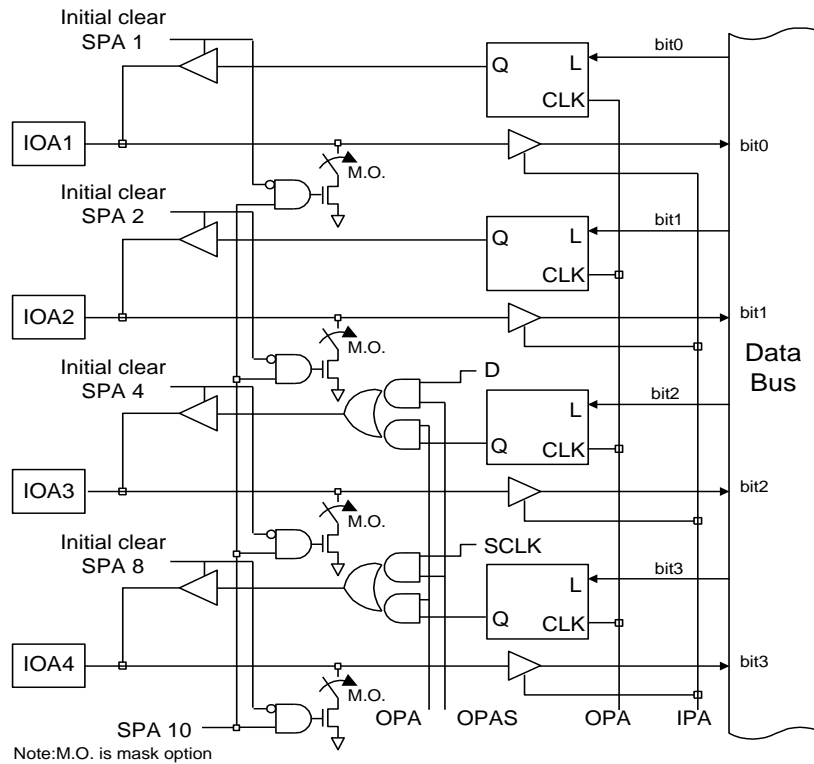 Initial clear
SPA 1
Q
L
CLK
bit0
IOA1
M.O.
bit0
Initial clear
SPA 2
Q
L
CLK
bit1
IOA2
M.O.
bit1
Data
Bus
Initial clear
SPA 4
D
Q
L
CLK
bit2
IOA3
M.O.
bit2
Initial clear
SPA 8
SCLK
Q
L
CLK
bit3
IOA4
M.O.
bit3
SPA 10
OPA
OPAS
OPA
IPA
Note:M.O. is mask option